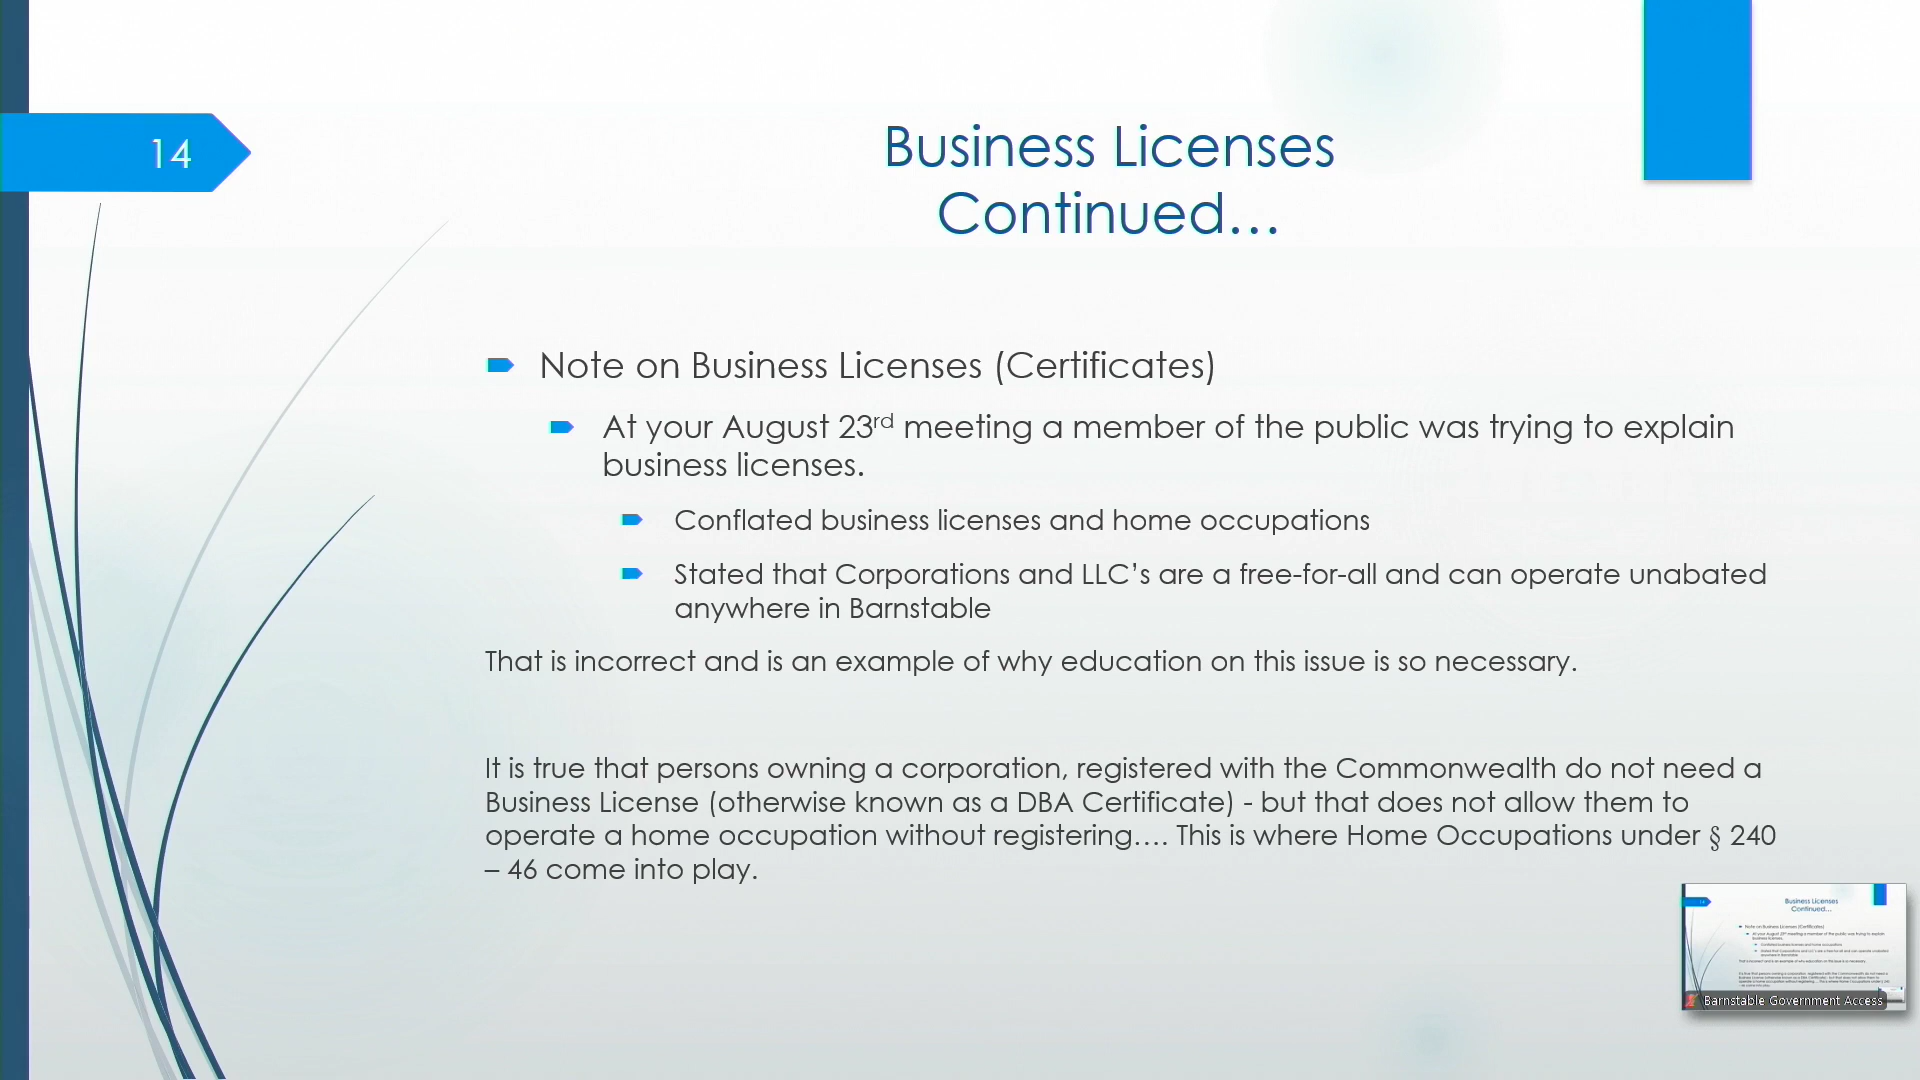 14
Business Licenses
Continued…
Note on Business Licenses (Certificates)
At your August 23rd meeting a member of the public was trying to explain
business licenses.
Conflated business licenses and home occupations
Stated that Corporations and LLC’s are a free-for-all and can operate unabated
anywhere in Barnstable
That is incorrect and is an example of why education on this issue is so necessary.
It is true that persons owning a corporation, registered with the Commonwealth do not need a
Business License (otherwise known as a DBA Certificate) - but that does not allow them to
operate a home occupation without registering…. This is where Home Occupations under § 240
– 46 come into play.
Business Licenses
Continued…
Barnstable Government Access